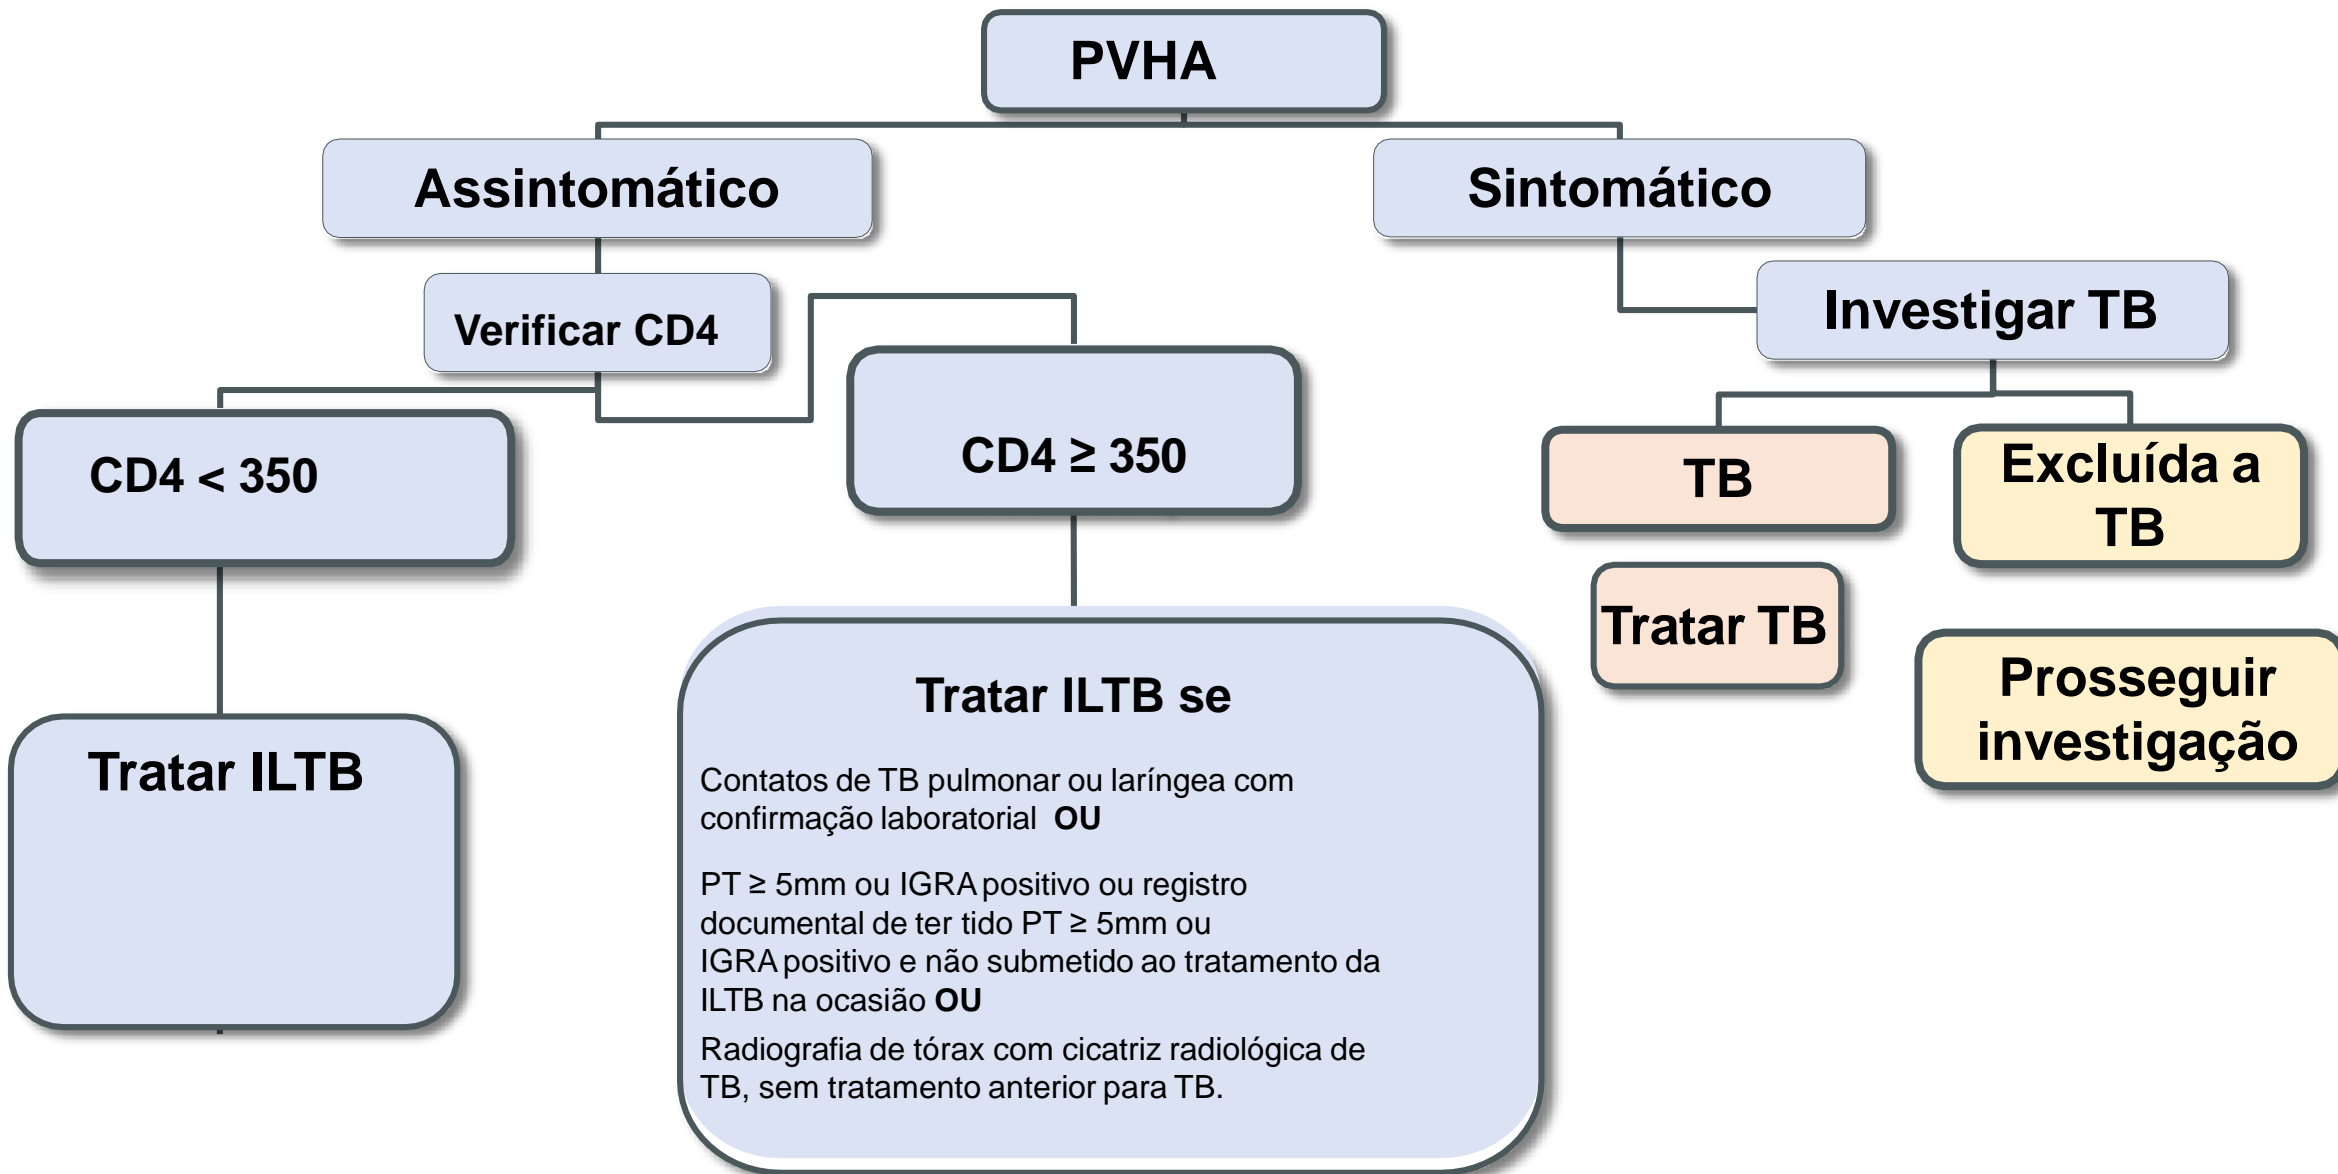 PVHA
Assintomático
Sintomático
Verificar CD4
Investigar TB
CD4 < 350
CD4 ≥ 350
TB
Excluída a
TB
Tratar TB
Prosseguir
investigação
Tratar ILTB
Tratar ILTB se
Contatos de TB pulmonar ou laríngea com
confirmação laboratorial OU
PT ≥ 5mm ou IGRA positivo ou registro
documental de ter tido PT ≥ 5mm ou
IGRA positivo e não submetido ao tratamento da
ILTB na ocasião OU
Radiografia de tórax com cicatriz radiológica de
TB, sem tratamento anterior para TB.